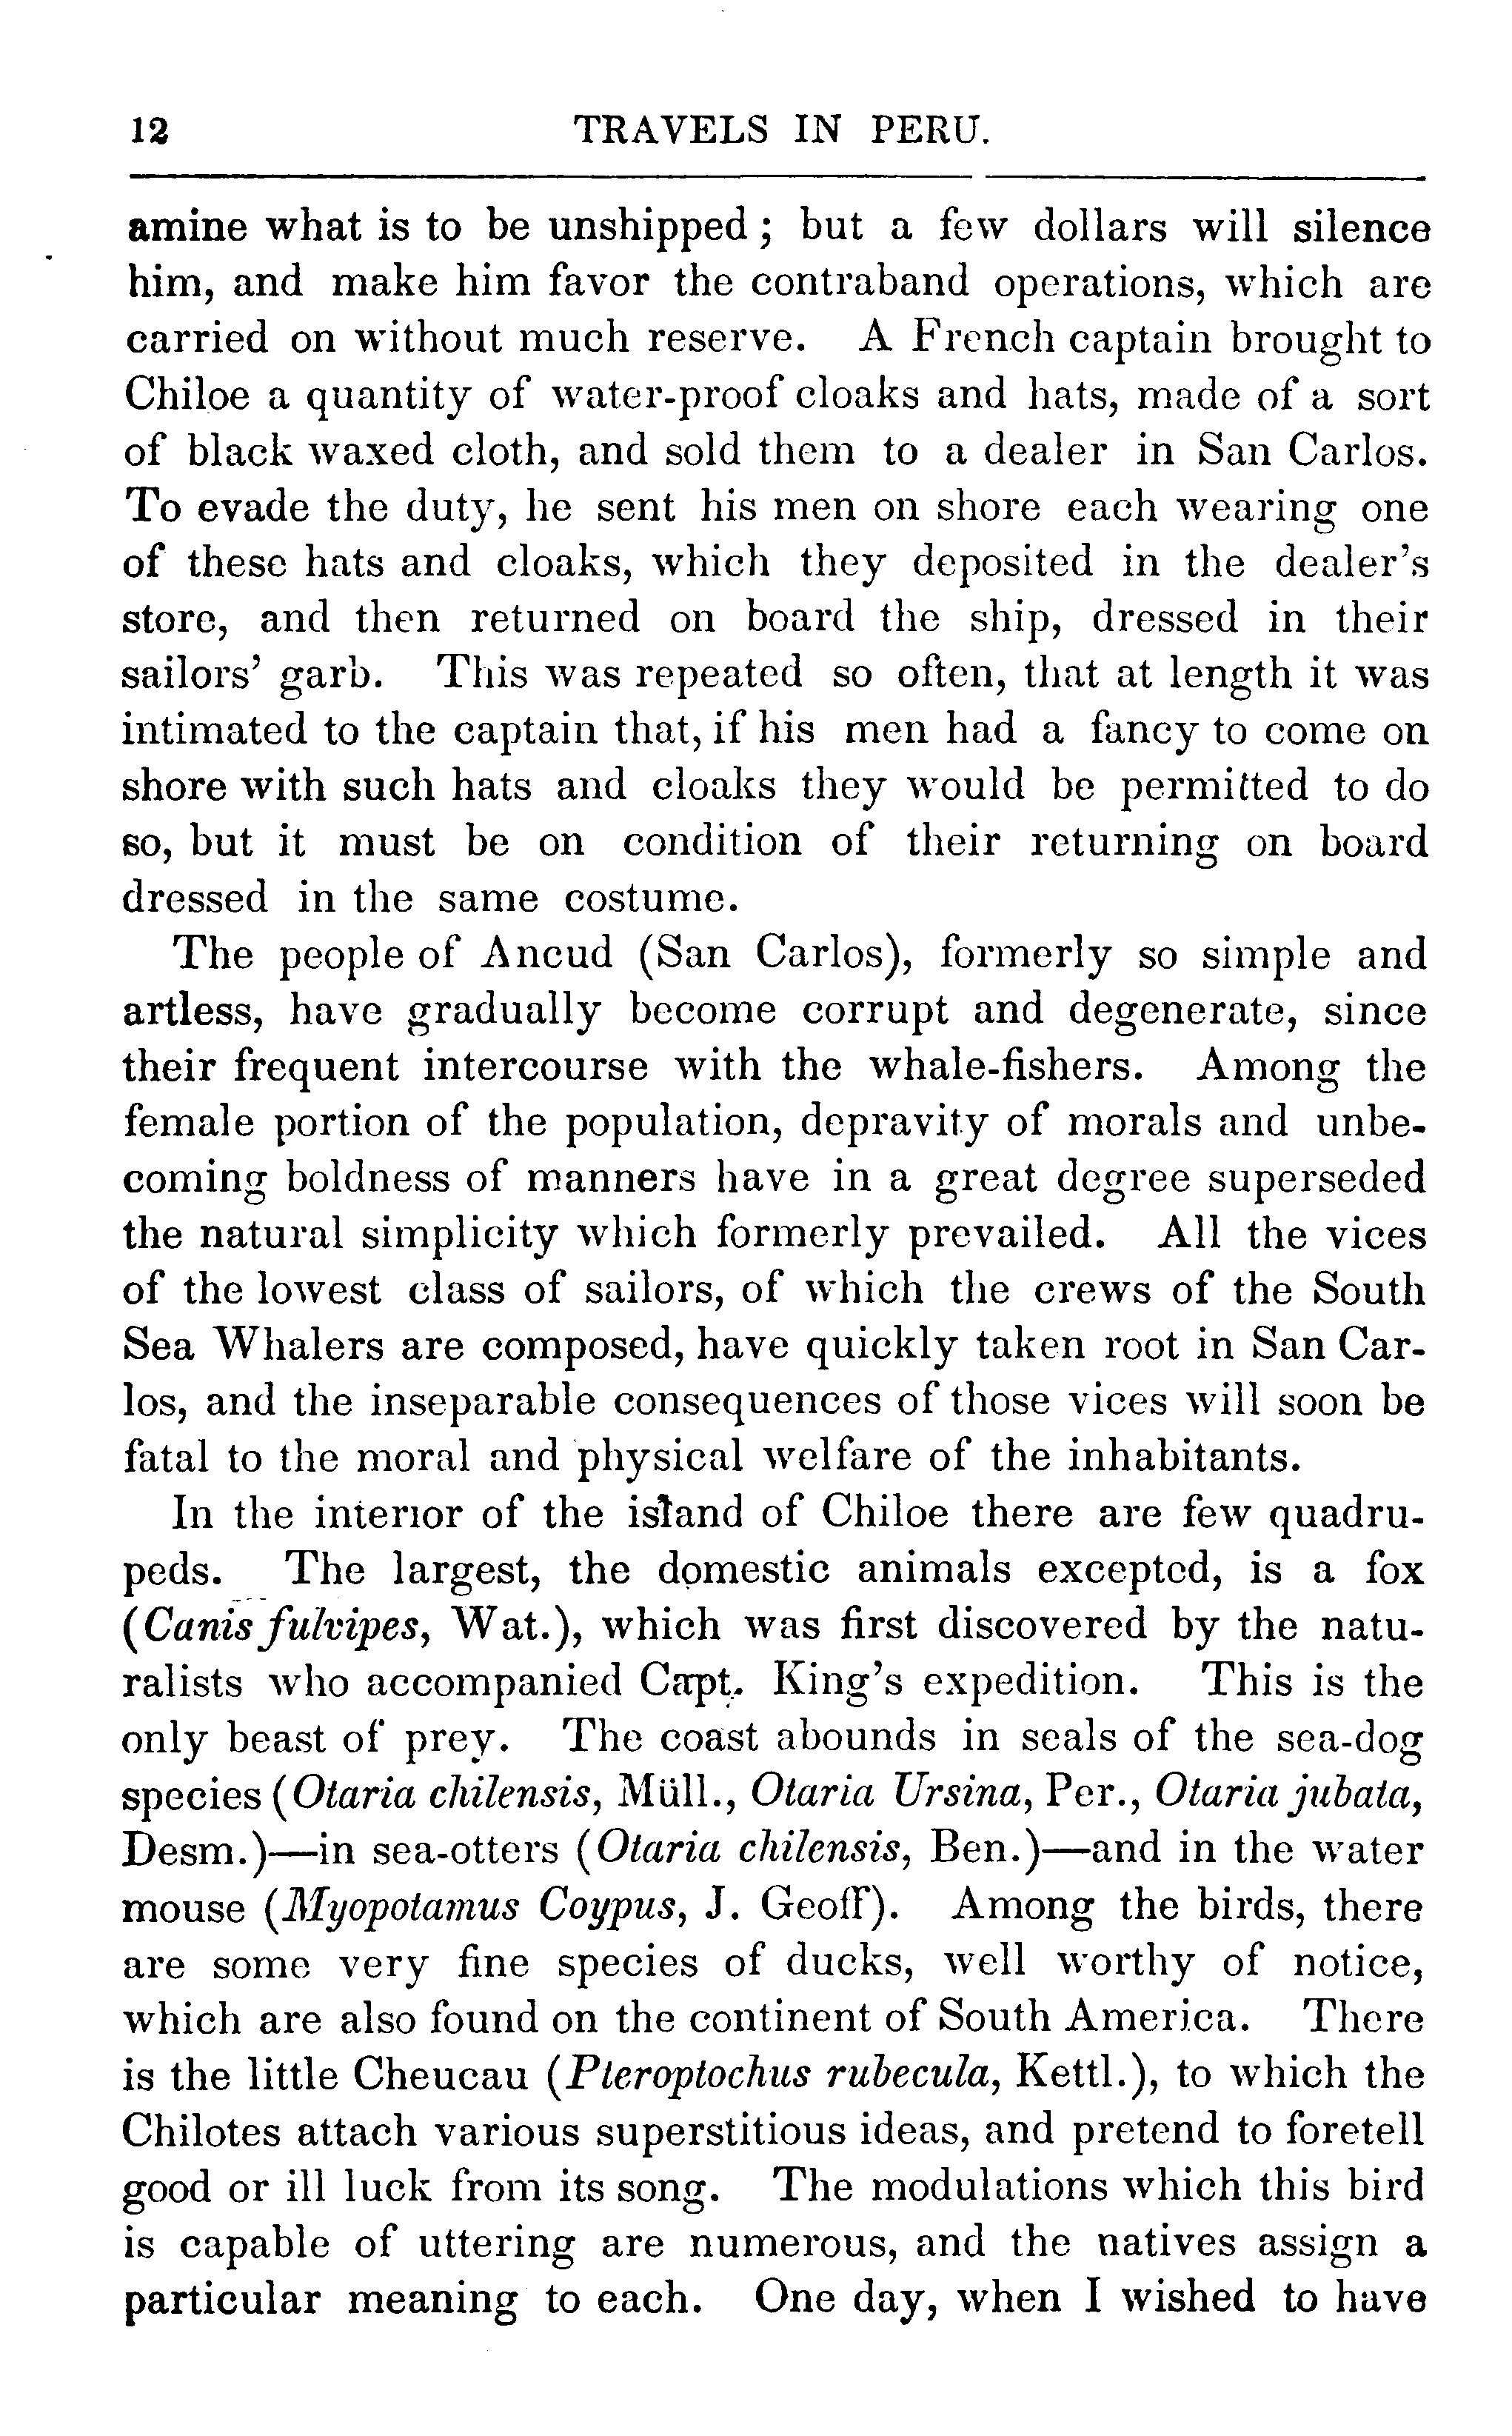 12 TRAVELS IN PERU.
amine what is to be unshipped; but a few dollars will silence
him, and make him favor the contraband operations, which are
carried on without much reserve. A French captain brought to
Chiloe a quantity of water-proof cloaks and hats, made of a sort
of black waxed cloth, and sold them to a dealer in San Carlos.
To evade the duty, he sent his men on shore each wearing one
of these hats and cloaks, which they deposited in the dealer's
store, and then returned on board the ship, dressed in their
sailors' garb. This was repeated so often, that at length it was
intimated to the captain that, if his men had a fancy to come on
shore with such hats and cloaks they would be permitted to do
so, but it must be on condition of their returning on board
dressed in the same costume.
The people of Ancud (San Carlos), formerly so simple and
artless, have gradually become corrupt and degenerate, since
their frequent intercourse with the whale-fishers. Among the
female portion of the population, depravity of morals and unbe-
coming boldness of manners have in a great degree superseded
the natural simplicity which formerly prevailed. All the vices
of the lowest class of sailors, of which the crews of the South
Sea Whalers are composed, have quickly taken root in San Car-
los, and the inseparable consequences of those vices will soon be
fatal to the moral and physical welfare of the inhabitants.
In the interior of the island of Chiloe there are few quadru-
peds. The largest, the domestic animals excepted, is a fox
(Canis fulvipes, Wat.), which was first discovered by the natu-
ralists who accompanied Capt. King's expedition. This is the
only beast of prey. The coast abounds in seals of the sea-dog
species (Otaria chilensis, Müll., Otaria Ursina, Per., Otaria jubata,
Desm.)—in sea-otters (Otaria chilensis, Ben.)—and in the water
mouse (Myopotamus Coypus, J. Geoff). Among the birds, there
are some very fine species of ducks, well worthy of notice,
which are also found on the continent of South America. There
is the little Cheucau (Pteroptochus rubecula, Kettl.), to which the
Chilotes attach various superstitious ideas, and pretend to foretell
good or ill luck from its song. The modulations which this bird
is capable of uttering are numerous, and the natives assign a
particular meaning to each. One day, when I wished to have